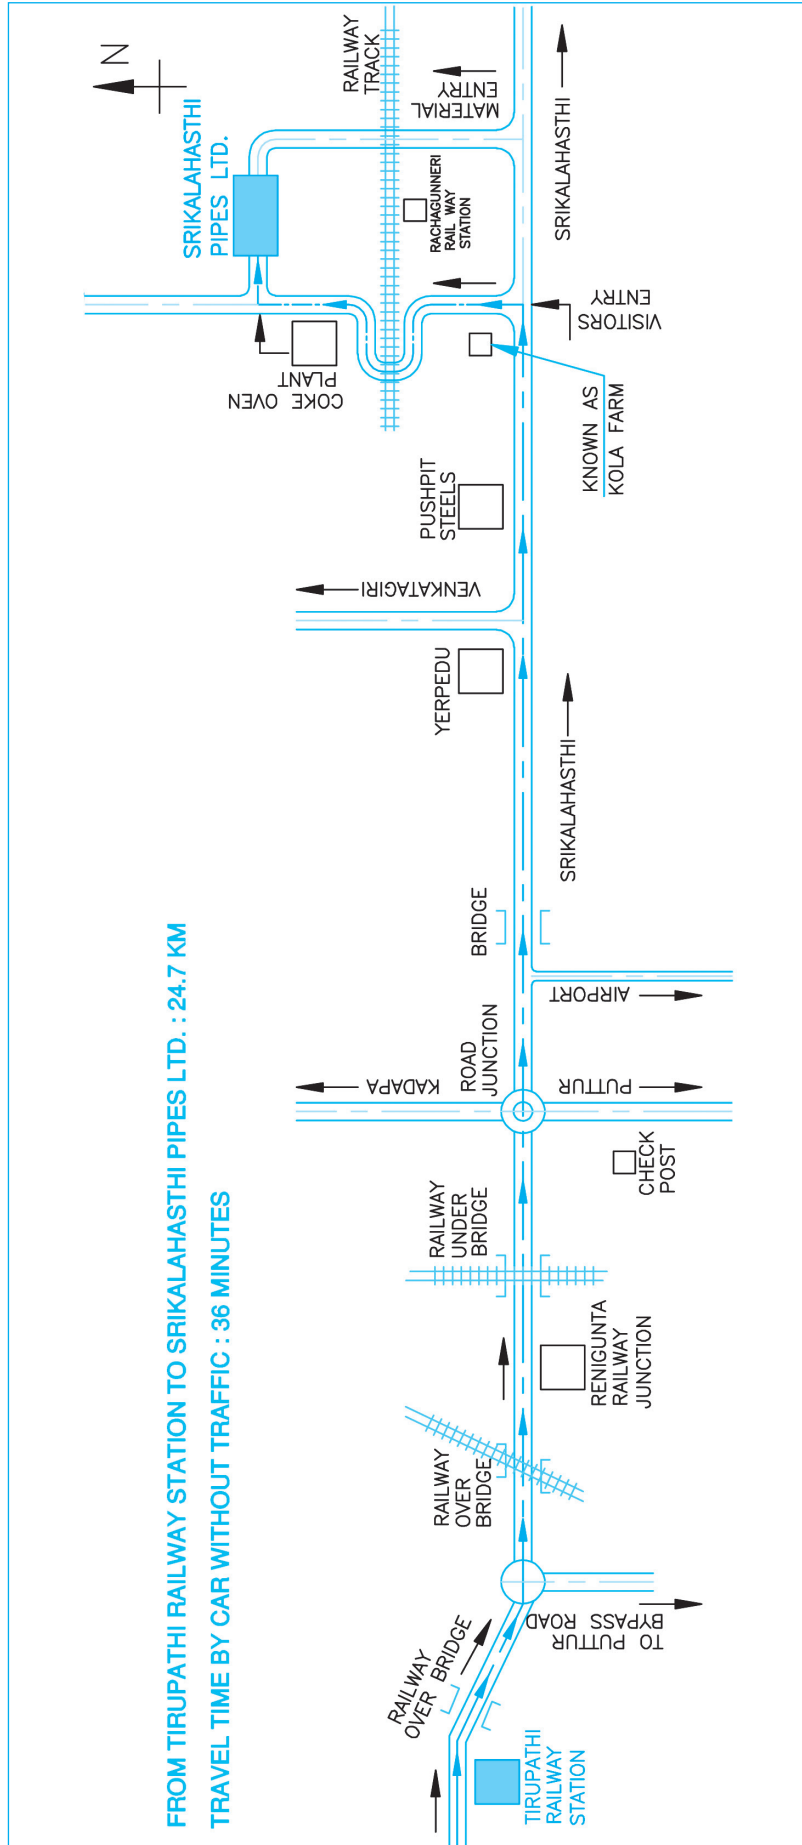 FROM TIRUPATHI RAILWAY STATION TO SRIKALAHASTHI PIPES LTD. : 24.7 KM
TRAVEL TIME BY CAR WITHOUT TRAFFIC : 36 MINUTES
N
SRIKALAHASTHI
PIPES LTD.
RAILWAY
TRACK
MATERIAL
ENTRY
RACHAGUNNERI
RAIL WAY
STATION
SRIKALAHASTHI
VISITORS
ENTRY
COKE OVEN
PLANT
KNOWN AS
KOLA FARM
PUSHPIT
STEELS
VENKATAGIRI
YERPEDU
SRIKALAHASTHI
BRIDGE
AIRPORT
ROAD
JUNCTION
KADAPA
PUTTUR
CHECK
POST
RAILWAY
UNDER
BRIDGE
RENIGUNTA
RAILWAY
JUNCTION
RAILWAY
OVER
BRIDGE
TO PUTTUR
BYPASS ROAD
RAILWAY
OVER BRIDGE
TIRUPATHI
RAILWAY
STATION